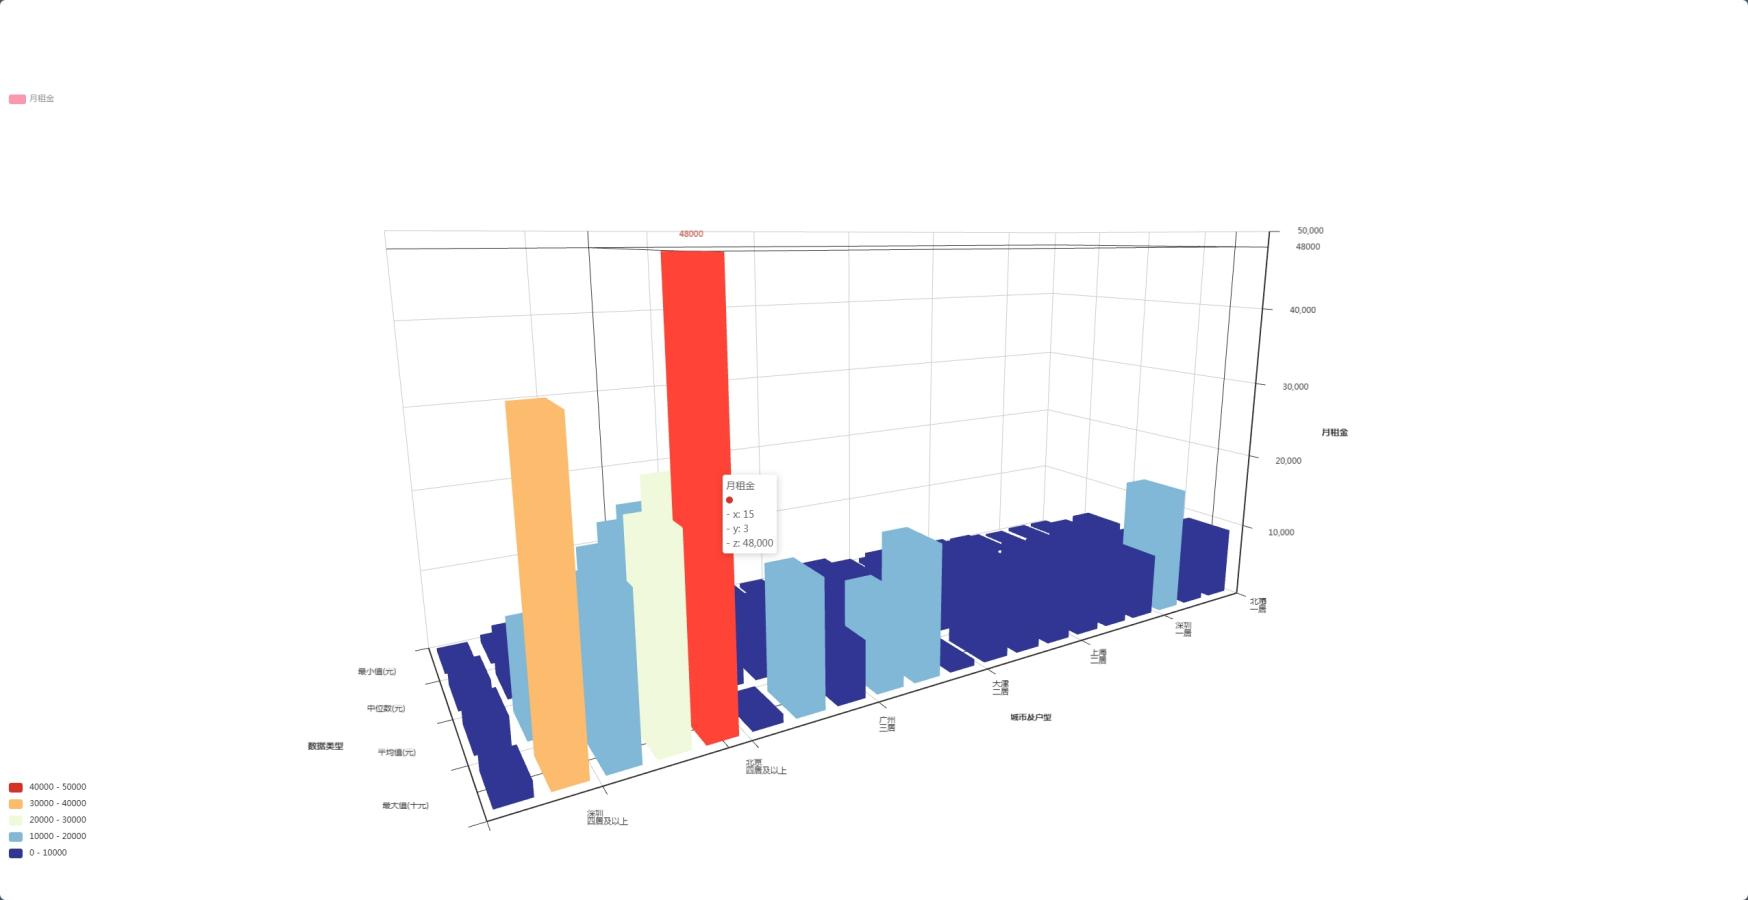 月租金
48000
50,000
48000
40,000
30,000
20,000
10,000
月租金
月租金
- x: 15
- y: 3
- z: 48,000
最小值(元)
中位数(元)
平均值(元)
最大值(十元)
数据类型
深圳
四居及以上
北京
四居及以上
广州
三居
二居
城市及户型
上海
二居
深圳
一居
一居
40000 - 50000
30000 - 40000
20000 - 30000
10000 - 20000
0 - 10000